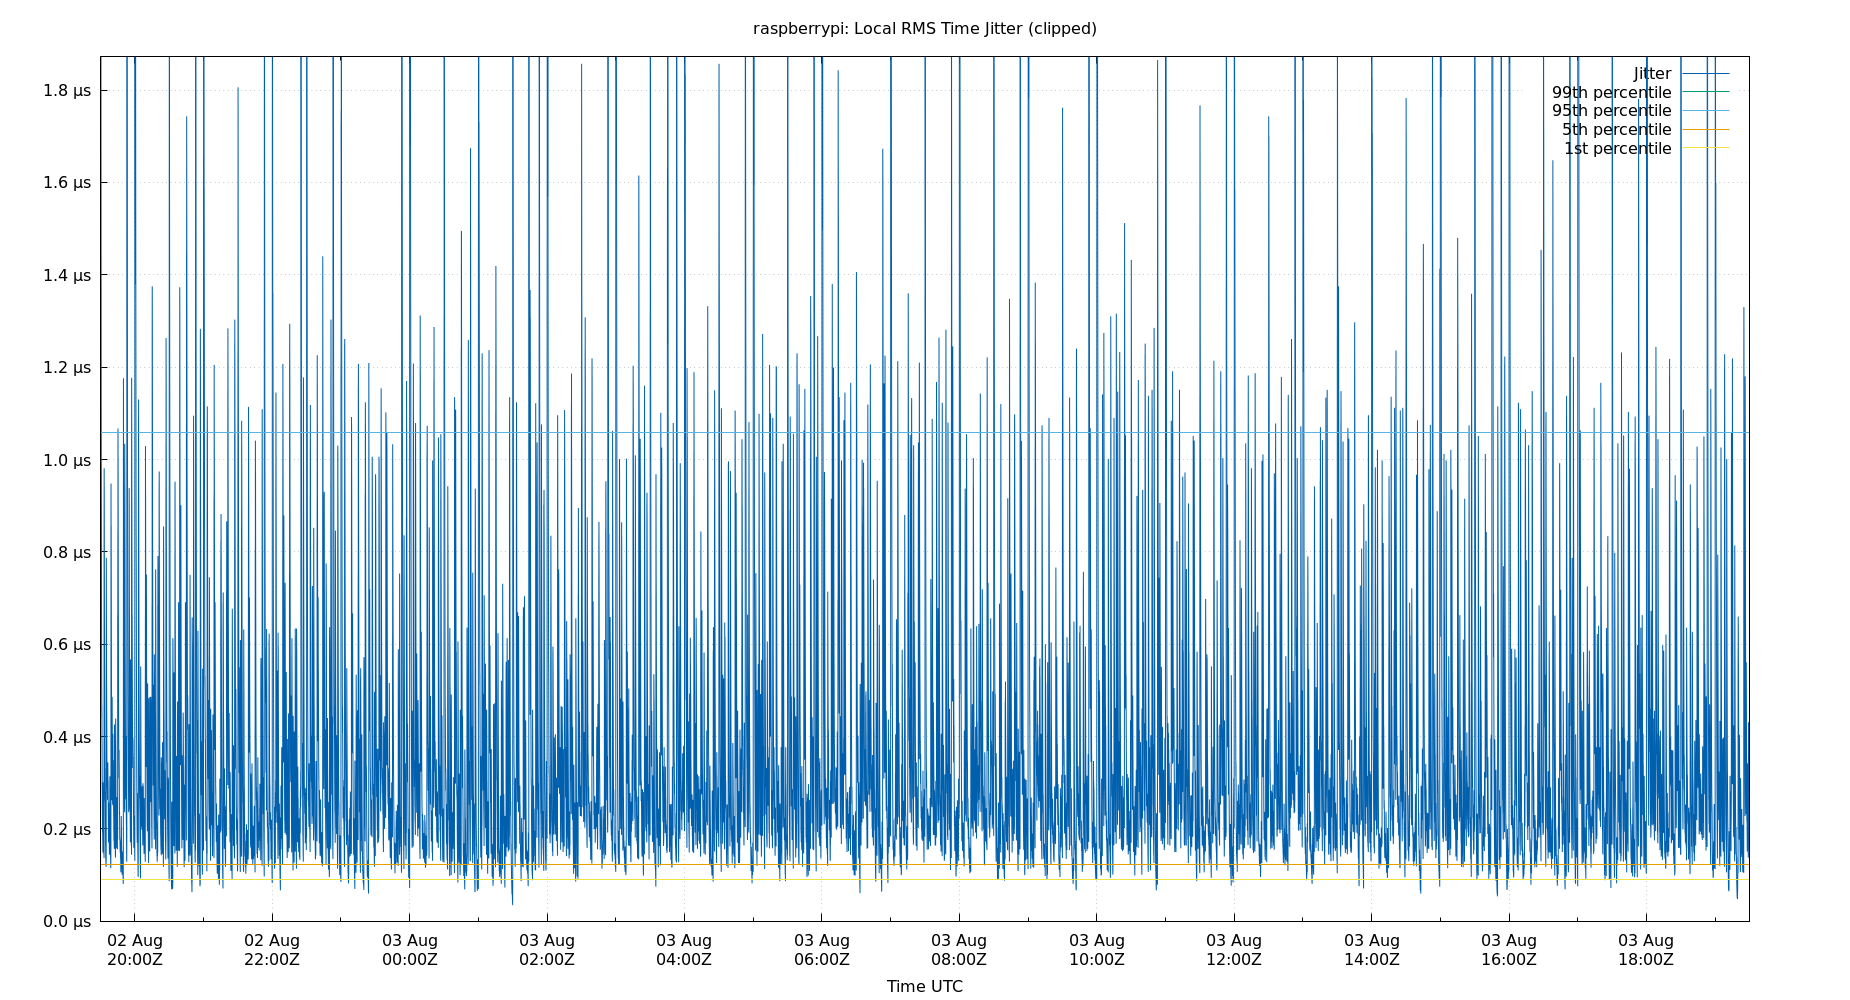 raspberrypi: Local RMS Time Jitter (clipped)
Jitter
99th percentile
95th percentile
5th percentile
1st percentile
1.8 µs
1.6 µs
1.4 µs
1.2 µs
1.0 µs
0.8 µs
0.6 µs
0.4 µs
0.2 µs
0.0 µs
02 Aug 02 Aug 03 Aug 03 Aug 03 Aug 03 Aug 03 Aug 03 Aug 03 Aug 03 Aug 03 Aug 03 Aug
20:00Z 22:00Z 00:00Z 02:00Z 04:00Z 06:00Z 08:00Z 10:00Z 12:00Z 14:00Z 16:00Z 18:00Z
Time UTC